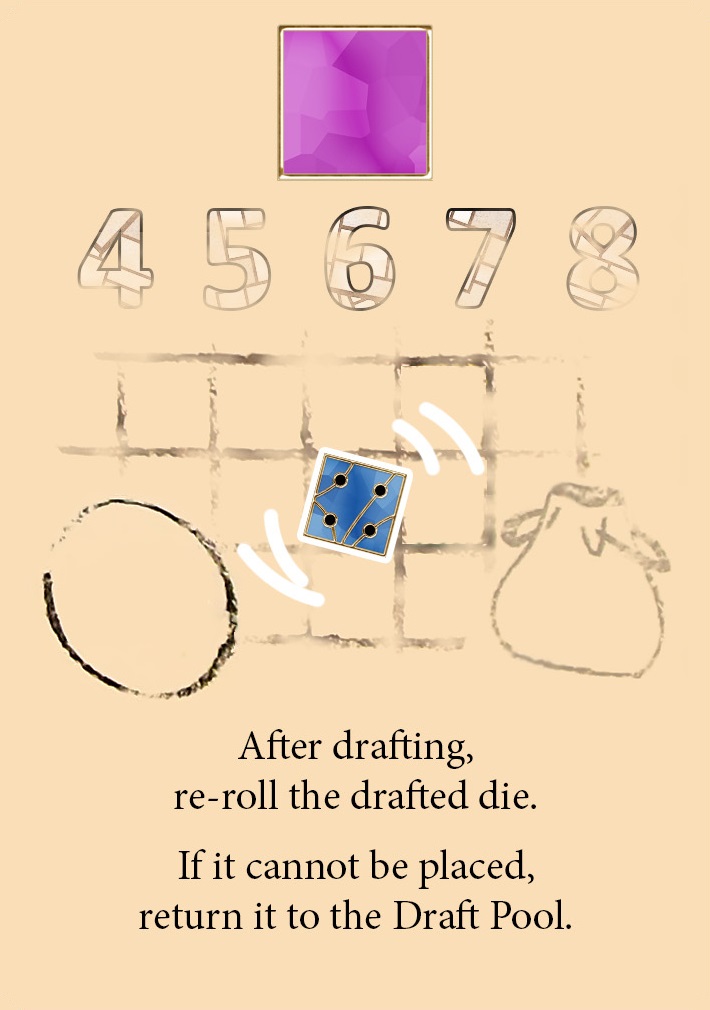 4 5 6 7 8
After drafting,
re-roll the drafted die.
If it cannot be placed,
return it to the Draft Pool.